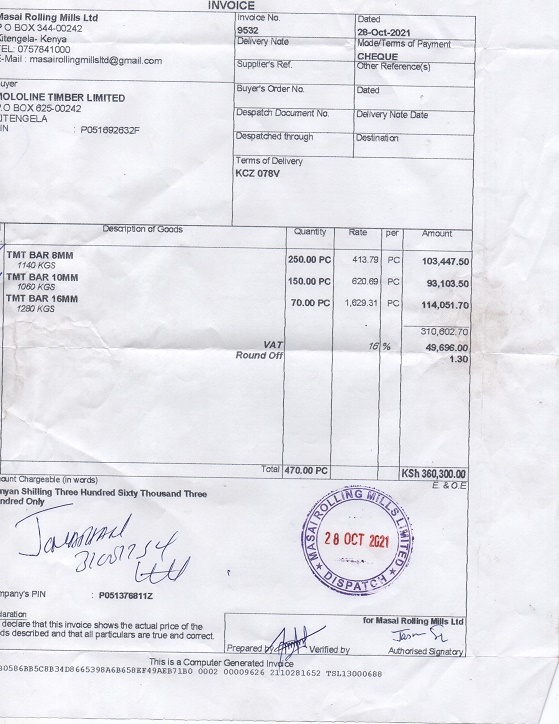 INVOICE
Masai Rolling Mills Ltd
P O BOX 344-00242
Kitengela- Kenya
TEL: 0757841000
E-Mail : masairollingmillsltd@gmail.com
Invoice No.
9532
Dated
28-Oct-2021
Delivery Note
Mode/Terms of Payment
CHEQUE
Supplier's Ref.
Other Reference(s)
uyer
MOLOLINE TIMBER LIMITED
P.O BOX 625-00242
KITENGELA
IN : P051692632F
Buyer's Order No.
Dated
Despatch Document No.
Delivery Note Date
Despatched through
Destination
Terms of Delivery
KCZ 078V
Description of Goods Quantity Rate per Amount
TMT BAR 8MM 250.00 PC 413.79 PC 103,447.50
1140 KGS
TMT BAR 10MM 150.00 PC 620.69 PC 93,103.50
1060 KGS
TMT BAR 16MM 70.00 PC 1,629.31 PC 114,051.70
1280 KGS
310,602.70
VAT 16 % 49,696.00
Round Off 1.30
Total 470.00 PC KSh 360,300.00
ount Chargeable (in words) E. & O.E
nyan Shilling Three Hundred Sixty Thousand Three
ndred Only
MASAI ROLLING MILLS LIMITED
28 OCT 2021
★ DISPATCH ★
mpany's PIN : P051376811Z
laration
declare that this invoice shows the actual price of the
ds described and that all particulars are true and correct.
for Masai Rolling Mills Ltd
Prepared by Verified by Authorised Signatory
This is a Computer Generated Invoice
0002 00009626 2110281652 TSL13000688